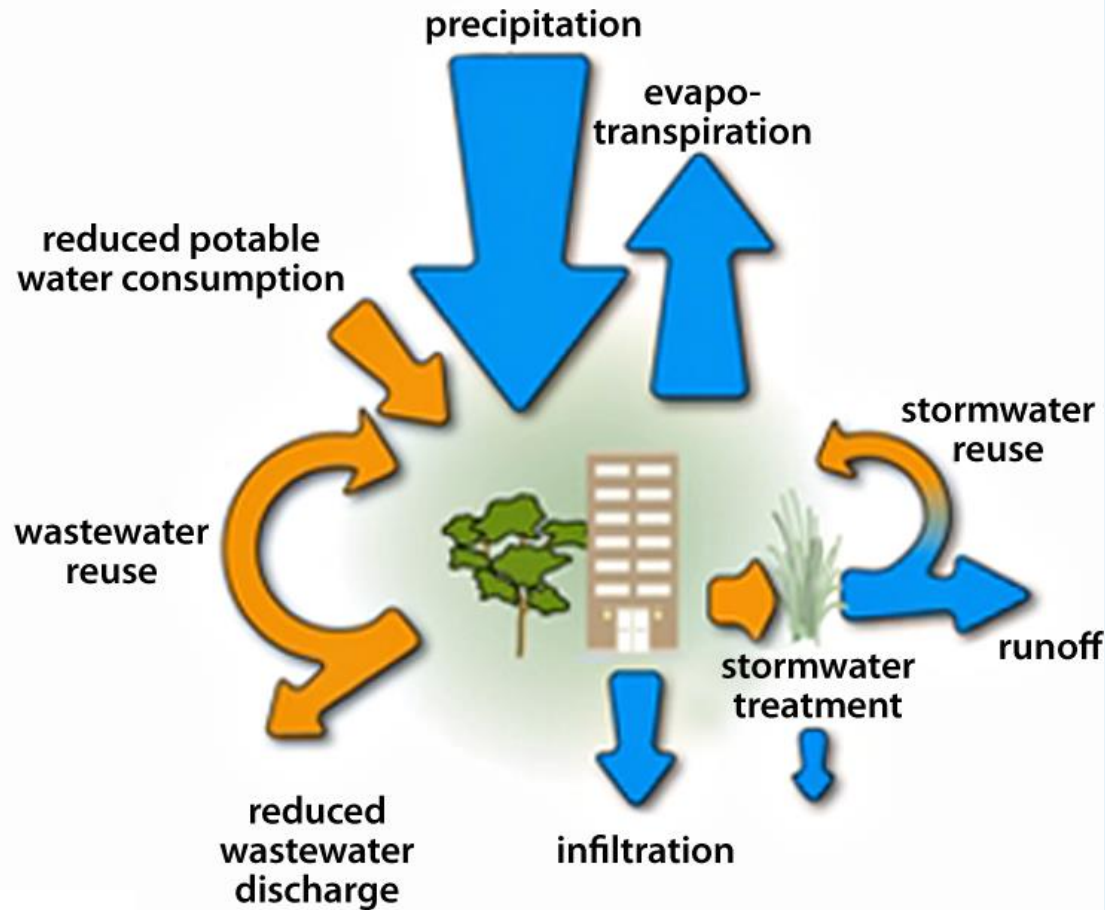 precipitation
evapo-
transpiration
reduced potable
water consumption
stormwater
reuse
wastewater
reuse
runoff
stormwater
treatment
reduced
wastewater
discharge
infiltration